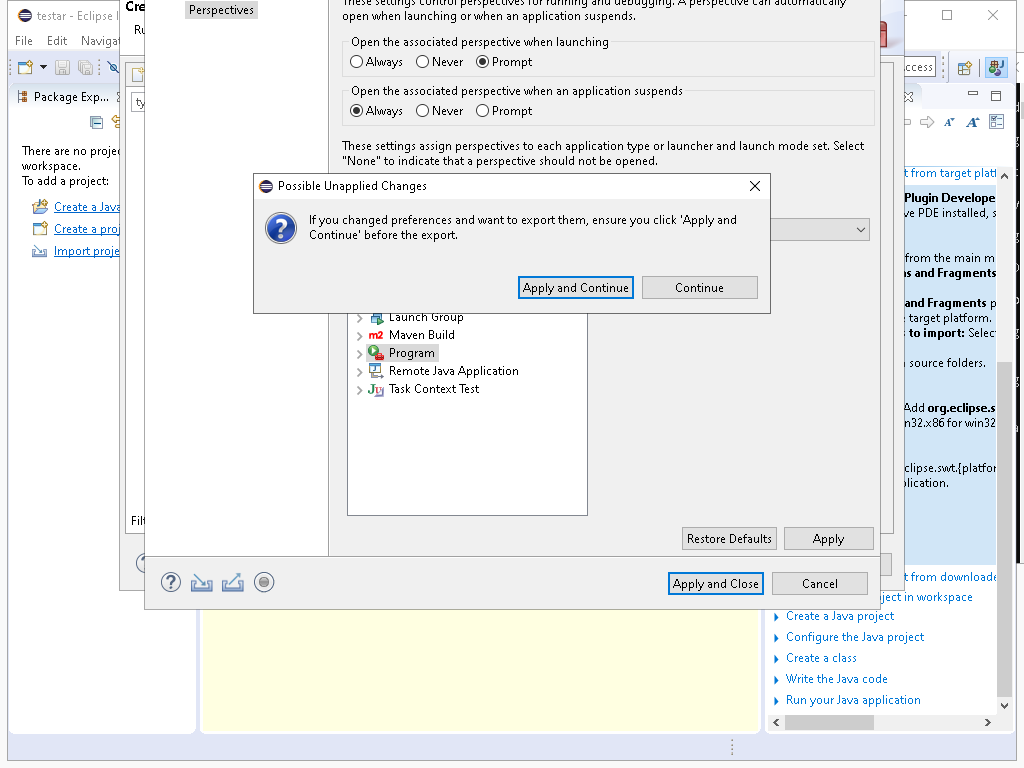 testar - Eclipse I
Cre
Perspectives
These settings control perspectives for running and debugging. A perspective can automatically
open when launching or when an application suspends.
File Edit Navigat
Ru
Open the associated perspective when launching
Always Never Prompt
ccess
Package Exp...
ty
Open the associated perspective when an application suspends
Always Never Prompt
A A
There are no proje
workspace.
To add a project:
Create a Java
Create a proj
Import proje
These settings assign perspectives to each application type or launcher and launch mode set. Select
"None" to indicate that a perspective should not be opened.
Possible Unapplied Changes
If you changed preferences and want to export them, ensure you click 'Apply and
Continue' before the export.
Apply and Continue Continue
Launch Group
m2 Maven Build
Program
Remote Java Application
Ju Task Context Test
t from target platf
Plugin Develope
ve PDE installed, s
from the main m
ns and Fragments
and Fragments p
e target platform.
to import: Selec
source folders.
Add org.eclipse.s
n32.x86 for win32
clipse.swt.{platfor
plication.
Filt
Restore Defaults Apply
Apply and Close Cancel
t from downloade
ject in workspace
Create a Java project
Configure the Java project
Create a class
Write the Java code
Run your Java application